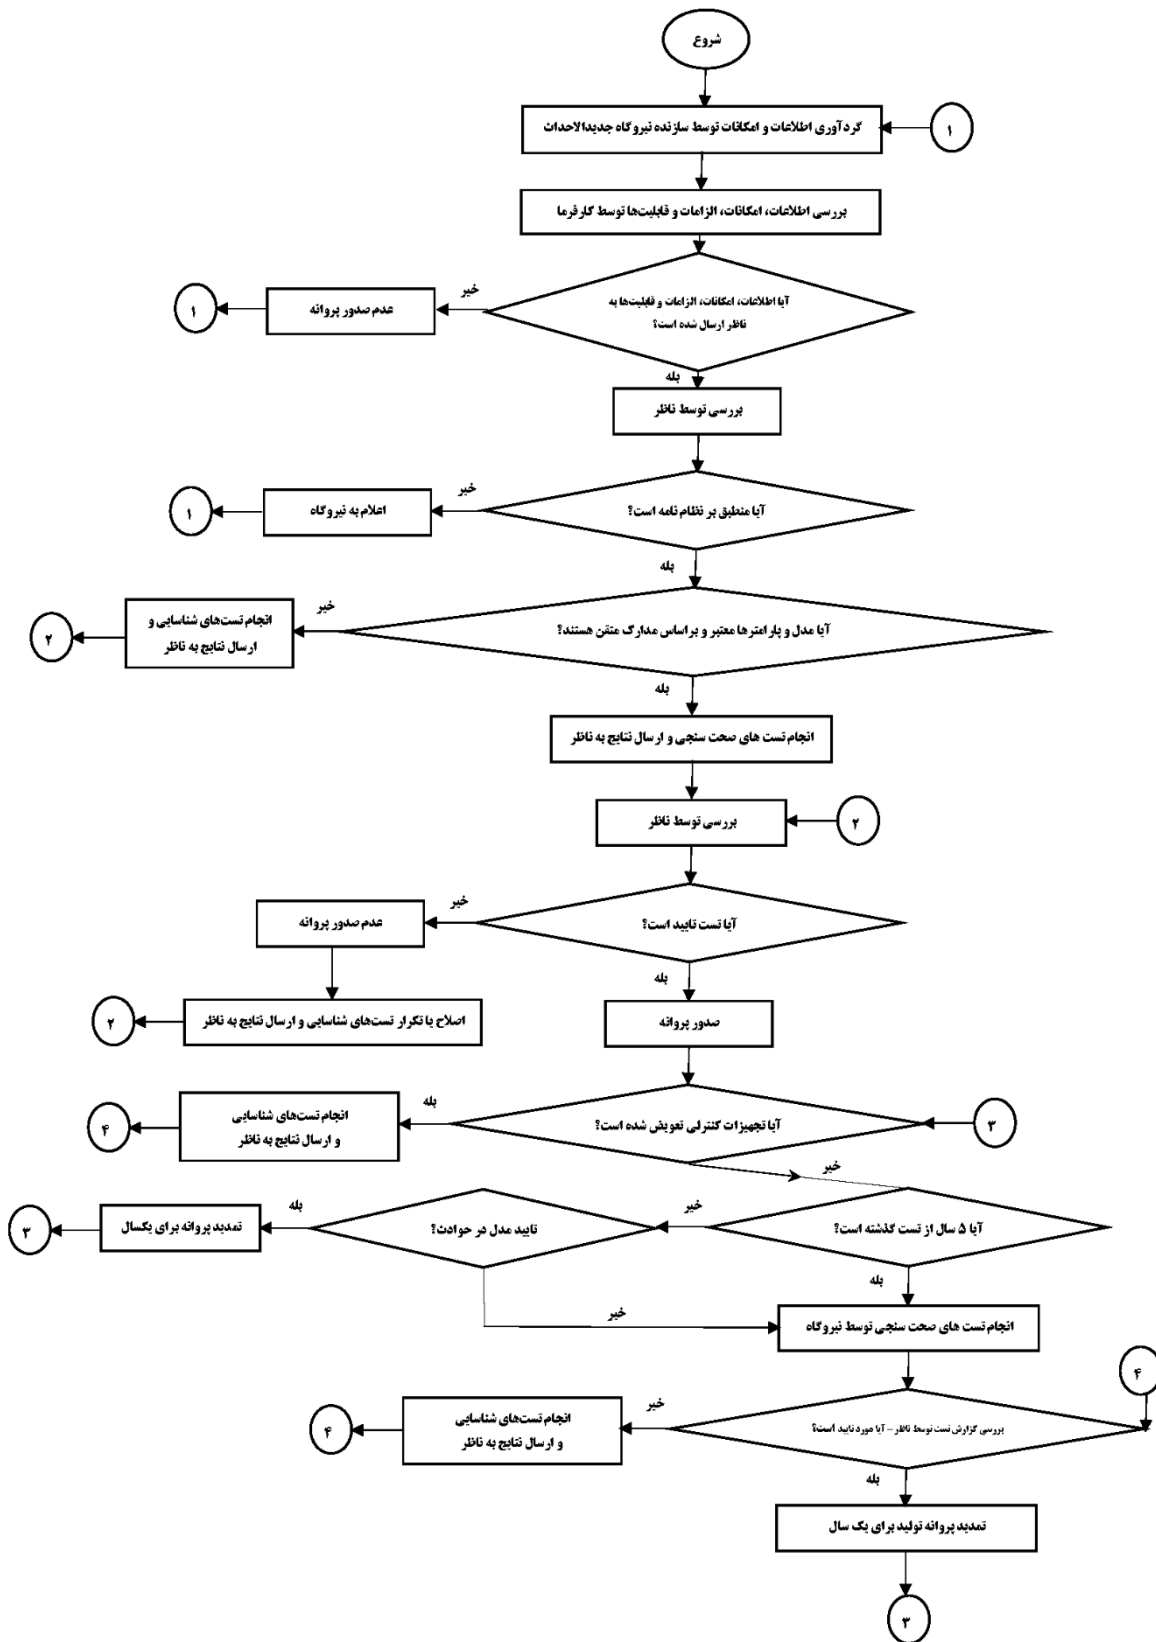 شروع
گردآوری اطلاعات و امکانات توسط سازنده نیروگاه جدیدالاحداث
۱
بررسی اطلاعات، امکانات، الزامات و قابلیت‌ها توسط کارفرما
آیا اطلاعات، امکانات، الزامات و قابلیت‌ها به
ناظر ارسال شده است؟
خیر
عدم صدور پروانه
۱
بله
بررسی توسط ناظر
آیا منطبق بر نظام نامه است؟
خیر
اعلام به نیروگاه
۱
بله
آیا مدل و پارامترها معتبر و براساس مدارک متقن هستند؟
خیر
انجام تست‌های شناسایی و
ارسال نتایج به ناظر
۲
بله
انجام تست های صحت سنجی و ارسال نتایج به ناظر
بررسی توسط ناظر
۲
آیا تست تایید است؟
خیر
عدم صدور پروانه
اصلاح یا تکرار تست‌های شناسایی و ارسال نتایج به ناظر
۲
بله
صدور پروانه
آیا تجهیزات کنترلی تعویض شده است؟
۳
بله
انجام تست‌های شناسایی
و ارسال نتایج به ناظر
۴
خیر
آیا ۵ سال از تست گذشته است؟
خیر
تایید مدل در حوادث؟
بله
تمدید پروانه برای یکسال
۳
بله
خیر
انجام تست های صحت سنجی توسط نیروگاه
۴
بررسی گزارش تست توسط ناظر – آیا مورد تایید است؟
خیر
انجام تست‌های شناسایی
و ارسال نتایج به ناظر
۴
بله
تمدید پروانه تولید برای یک سال
۳